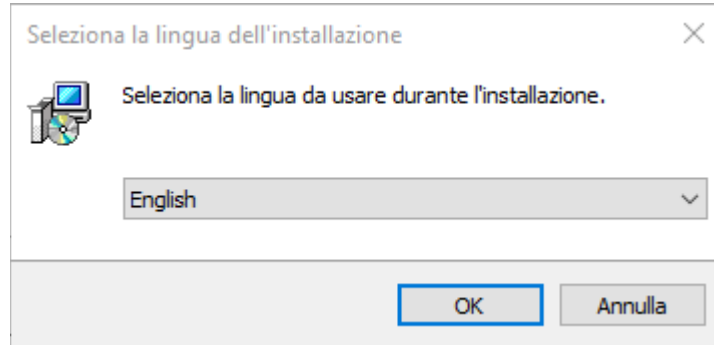 Seleziona la lingua dell'installazione
Seleziona la lingua da usare durante l'installazione.
English
OK
Annulla